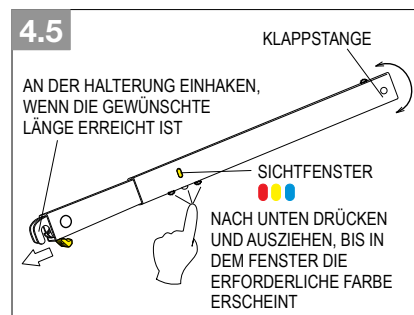 4.5
KLAPPSTANGE
AN DER HALTERUNG EINHAKEN,
WENN DIE GEWÜNSCHTE
LÄNGE ERREICHT IST
SICHTFENSTER
NACH UNTEN DRÜCKEN
UND AUSZIEHEN, BIS IN
DEM FENSTER DIE
ERFORDERLICHE FARBE
ERSCHEINT